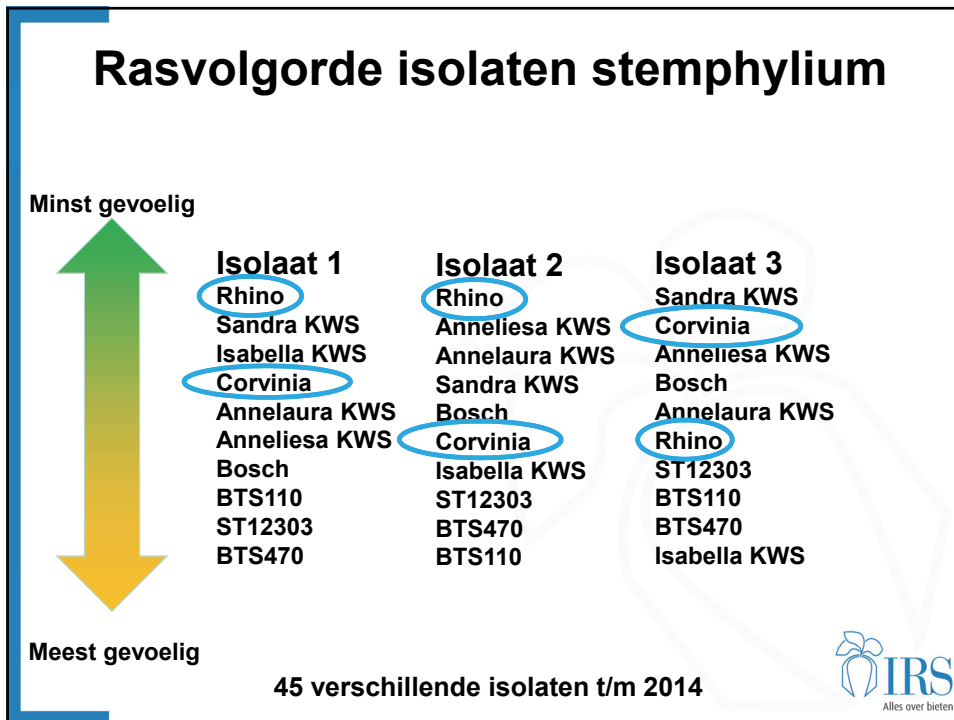 Rasvolgorde isolaten stemphylium
Minst gevoelig
Isolaat 1
Rhino
Sandra KWS
Isabella KWS
Corvinia
Annelaura KWS
Anneliesa KWS
Bosch
BTS110
ST12303
BTS470
Isolaat 2
Rhino
Anneliesa KWS
Annelaura KWS
Sandra KWS
Bosch
Corvinia
Isabella KWS
ST12303
BTS470
BTS110
Isolaat 3
Sandra KWS
Corvinia
Anneliesa KWS
Bosch
Annelaura KWS
Rhino
ST12303
BTS110
BTS470
Isabella KWS
Meest gevoelig
45 verschillende isolaten t/m 2014
IRS
Alles over bieten